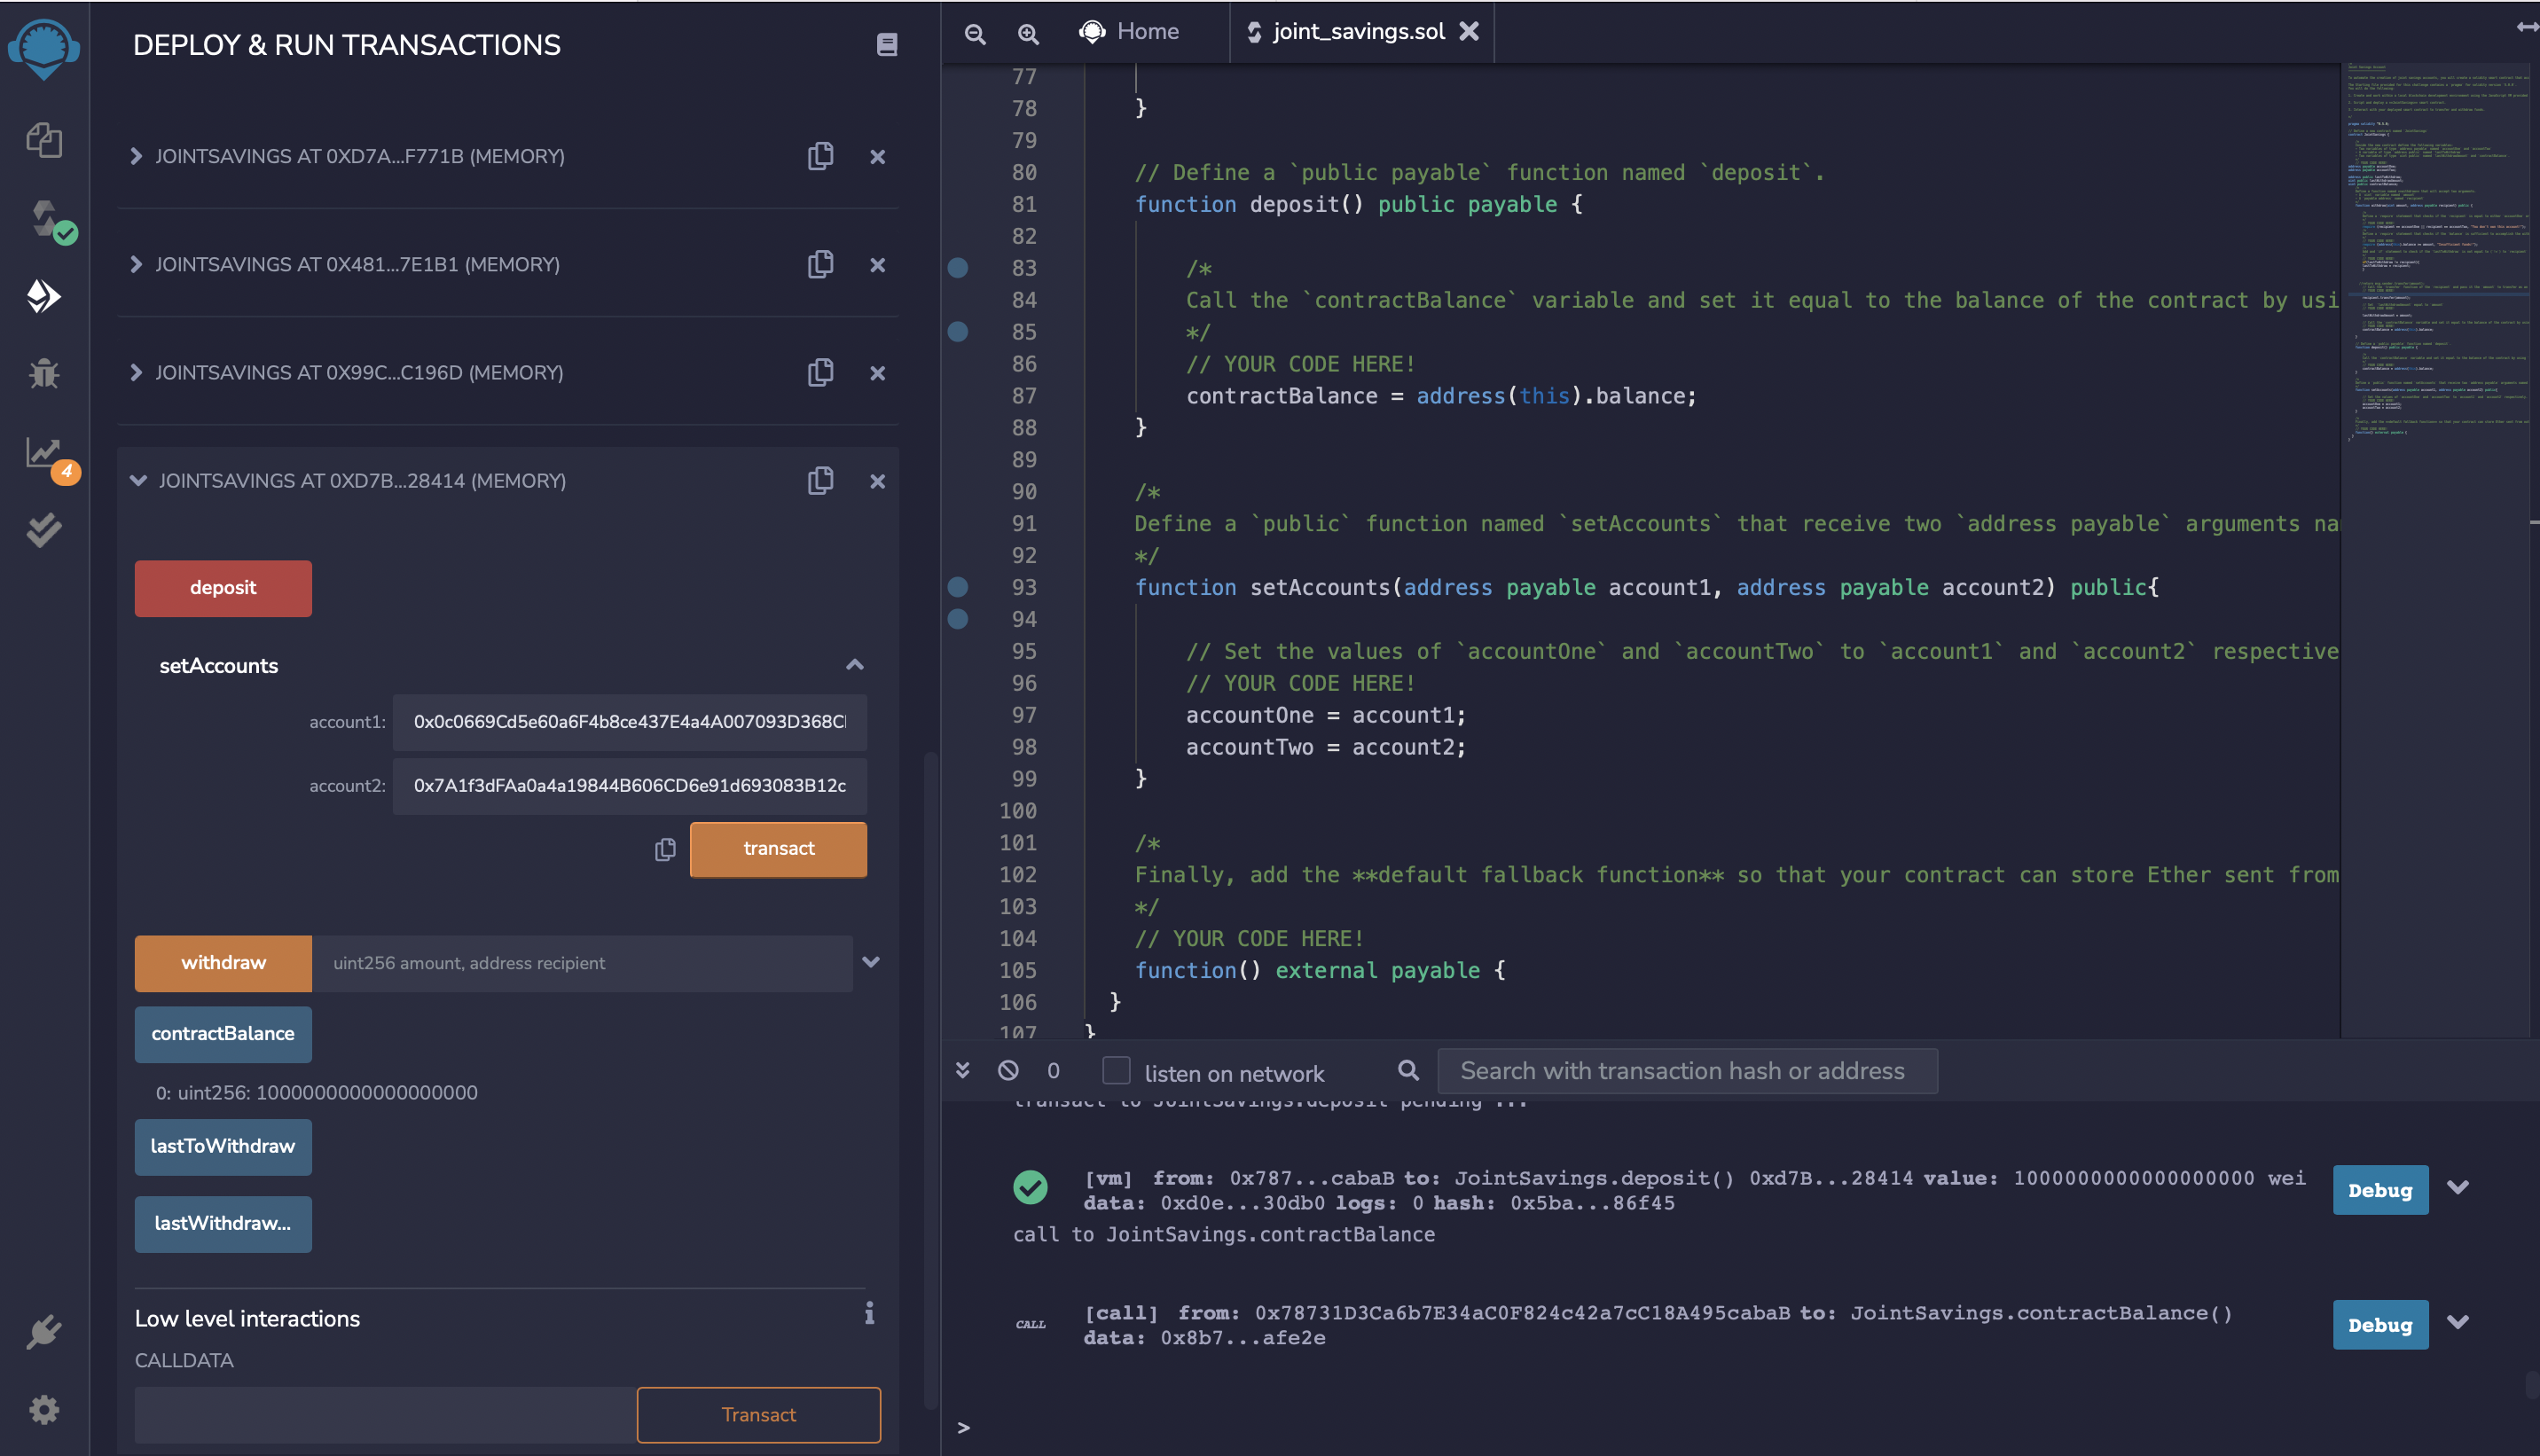 DEPLOY & RUN TRANSACTIONS
JOINTSAVINGS AT 0XD7A...F771B (MEMORY)
JOINTSAVINGS AT 0X481...7E1B1 (MEMORY)
JOINTSAVINGS AT 0X99C...C196D (MEMORY)
JOINTSAVINGS AT 0XD7B...28414 (MEMORY)
deposit
setAccounts
account1: 0x0c0669Cd5e60a6F4b8ce437E4a4A007093D368C
account2: 0x7A1f3dFAa0a4a19844B606CD6e91d693083B12c
transact
withdraw uint256 amount, address recipient
contractBalance
0: uint256: 1000000000000000000
lastToWithdraw
lastWithdraw...
Low level interactions
CALLDATA
Transact
4
Home joint_savings.sol
77
78 }
79
80 // Define a `public payable` function named `deposit`.
81 function deposit() public payable {
82
83 /*
84 Call the `contractBalance` variable and set it equal to the balance of the contract by usi
85 */
86 // YOUR CODE HERE!
87 contractBalance = address(this).balance;
88 }
89
90 /*
91 Define a `public` function named `setAccounts` that receive two `address payable` arguments na
92 */
93 function setAccounts(address payable account1, address payable account2) public{
94
95 // Set the values of `accountOne` and `accountTwo` to `account1` and `account2` respective
96 // YOUR CODE HERE!
97 accountOne = account1;
98 accountTwo = account2;
99 }
100
101 /*
102 Finally, add the **default fallback function** so that your contract can store Ether sent from
103 */
104 // YOUR CODE HERE!
105 function() external payable {
106 }
107 }
0 listen on network Search with transaction hash or address
transact to JointSavings.deposit pending ...
[vm] from: 0x787...cabaB to: JointSavings.deposit() 0xd7B...28414 value: 1000000000000000000 wei
data: 0xd0e...30db0 logs: 0 hash: 0x5ba...86f45
Debug
call to JointSavings.contractBalance
CALL [call] from: 0x78731D3Ca6b7E34aC0F824c42a7cC18A495cabaB to: JointSavings.contractBalance()
data: 0x8b7...afe2e
Debug
>